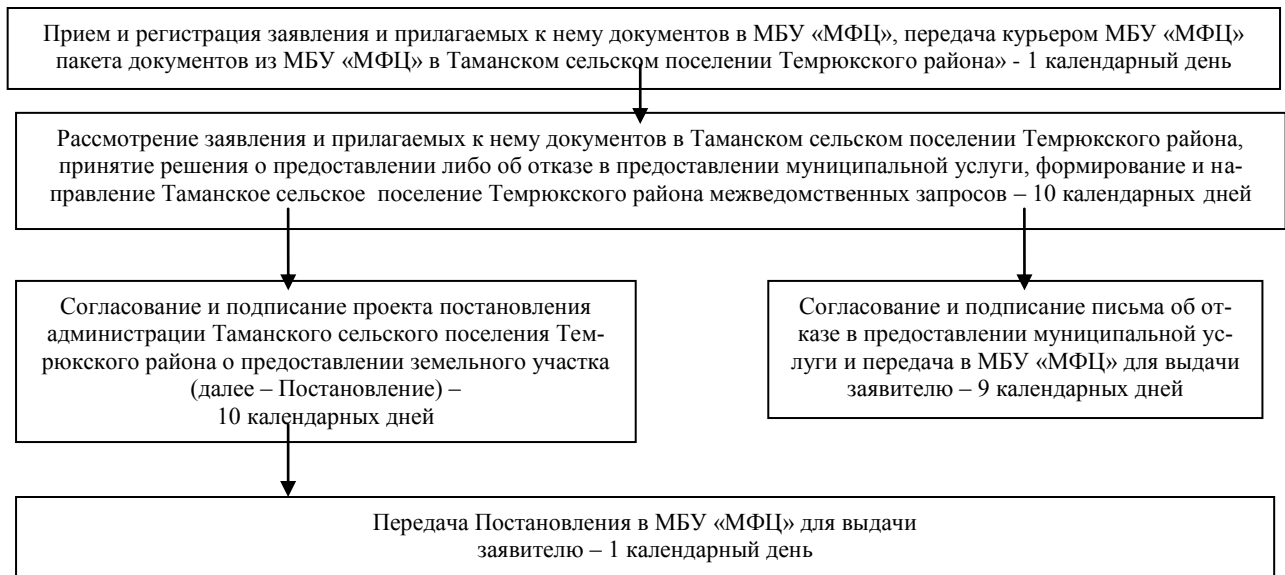 Прием и регистрация заявления и прилагаемых к нему документов в МБУ «МФЦ», передача курьером МБУ «МФЦ»
пакета документов из МБУ «МФЦ» в Таманском сельском поселении Темрюкского района» - 1 календарный день
Рассмотрение заявления и прилагаемых к нему документов в Таманском сельском поселении Темрюкского района,
принятие решения о предоставлении либо об отказе в предоставлении муниципальной услуги, формирование и на-
правление Таманское сельское поселение Темрюкского района межведомственных запросов – 10 календарных дней
Согласование и подписание проекта постановления
администрации Таманского сельского поселения Тем-
рюкского района о предоставлении земельного участка
(далее – Постановление) –
10 календарных дней
Согласование и подписание письма об от-
казе в предоставлении муниципальной ус-
луги и передача в МБУ «МФЦ» для выдачи
заявителю – 9 календарных дней
Передача Постановления в МБУ «МФЦ» для выдачи
заявителю – 1 календарный день